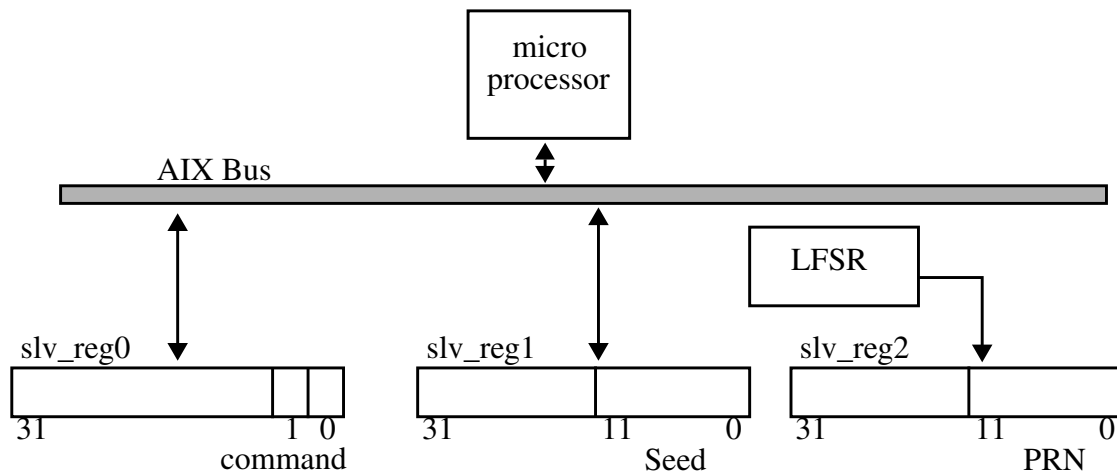 micro
processor
AIX Bus
LFSR
slv_reg0
slv_reg1
slv_reg2
31 1 0
31 11 0
31 11 0
command
Seed
PRN